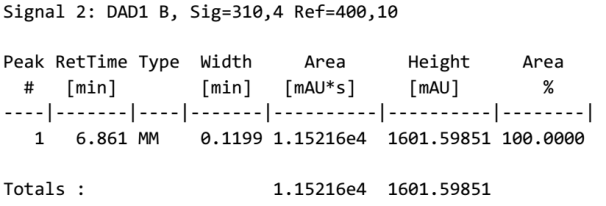 Signal 2: DAD1 B, Sig=310,4 Ref=400,10
Peak RetTime Type  Width     Area      Height     Area
  #   [min]        [min]   [mAU*s]     [mAU]        %
----|-------|----|-------|----------|----------|--------|
   1   6.861 MM    0.1199 1.15216e4  1601.59851 100.0000
Totals :                  1.15216e4  1601.59851